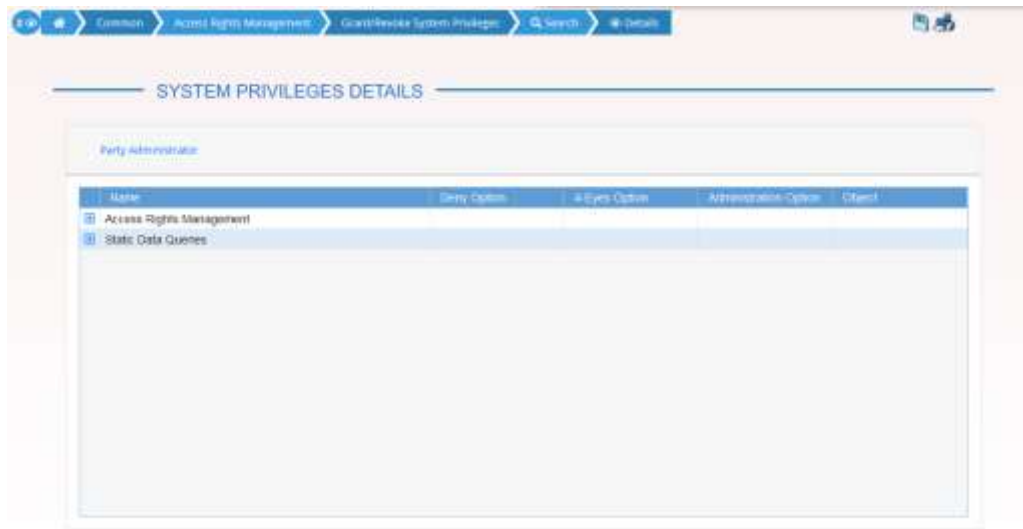 Common Access Rights Management Grant/Revoke System Privileges Search Details
SYSTEM PRIVILEGES DETAILS
Party Administrator
Name Deny Option 4-Eyes Option Administration Option Object
Access Rights Management
Static Data Queries